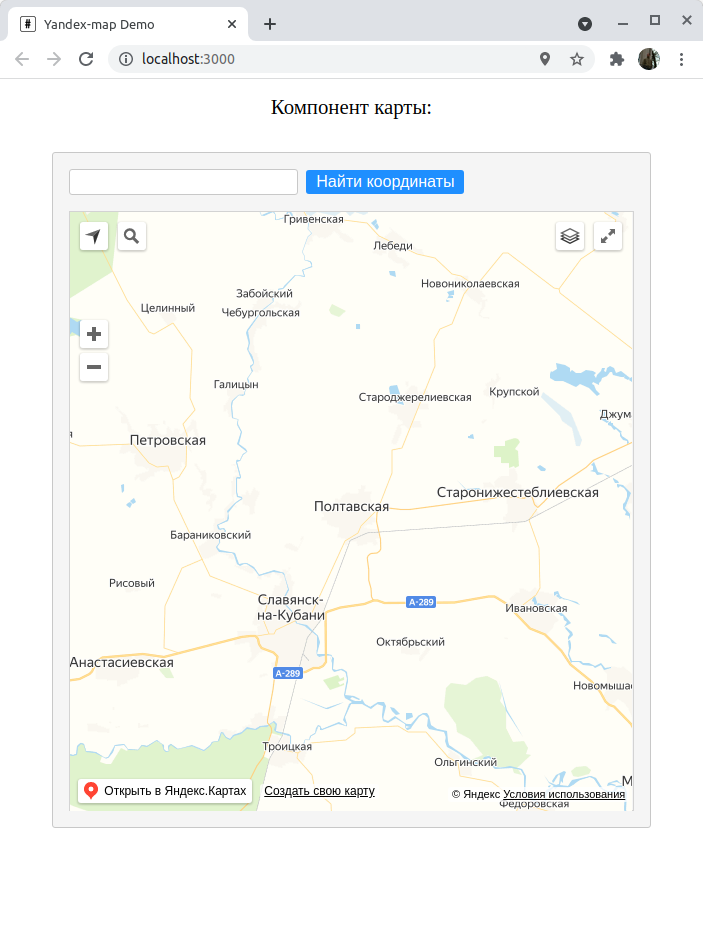 # Yandex-map Demo
localhost:3000
Компонент карты:
Найти координаты
Гривенская
Лебеди
Новониколаевская
Забойский
Целинный
Чебургольская
Галицын
Крупской
Староджерелиевская
Джум
Петровская
Старонижестеблиевская
Полтавская
Бараниковский
Рисовый
Славянск-
на-Кубани
А-289
Ивановская
Октябрьский
Анастасиевская
А-289
Новомышас
Троицкая
Ольгинский
М
Открыть в Яндекс.Картах
Создать свою карту
© Яндекс Условия использования
Федоровская